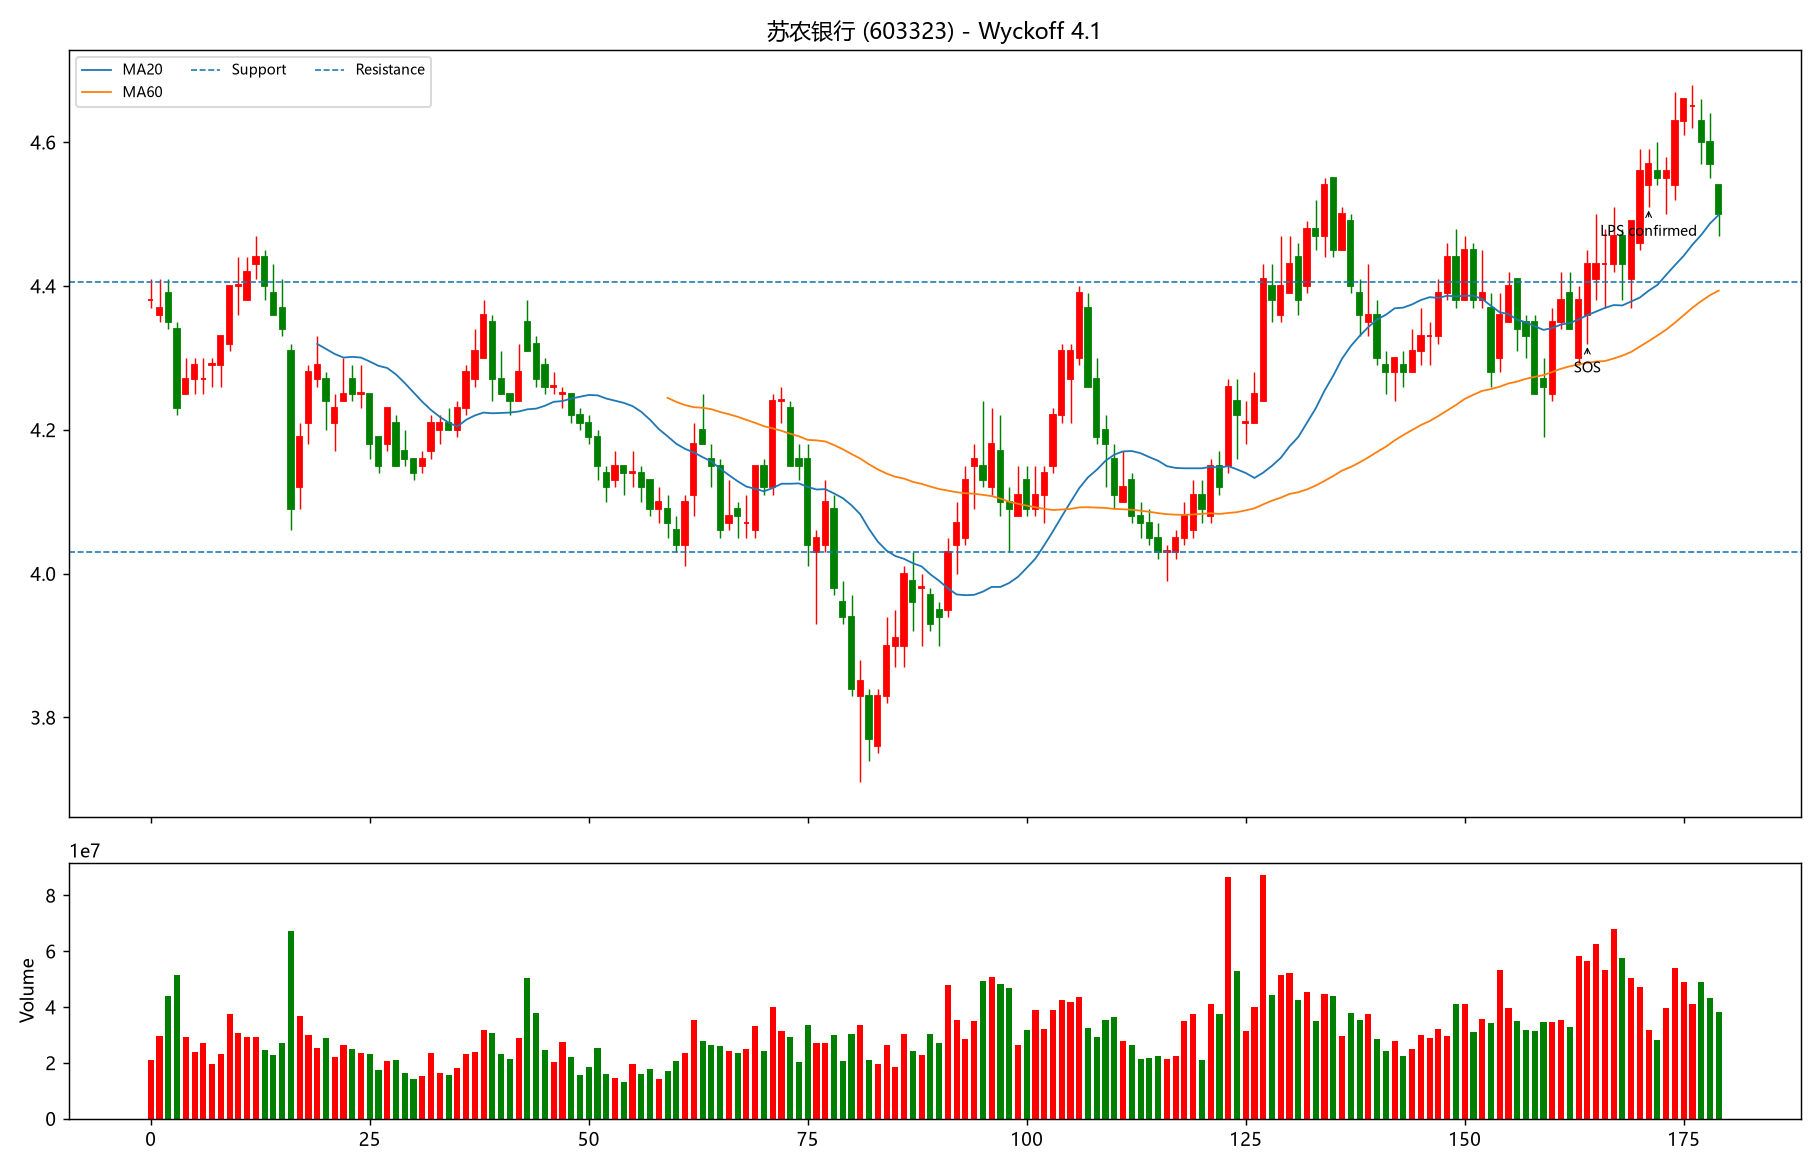 苏农银行 (603323) - Wyckoff 4.1
MA20 Support Resistance
MA60
4.6
4.4
4.2
4.0
3.8
LPS confirmed
SOS
1e7
Volume
8
6
4
2
0
0 25 50 75 100 125 150 175